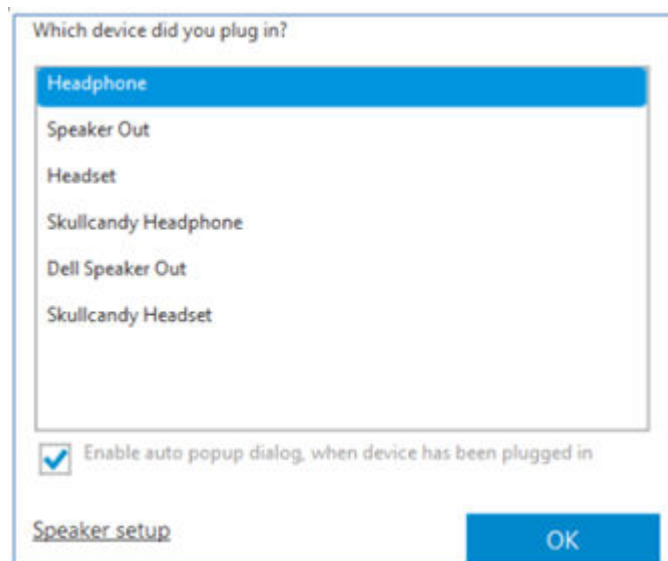 Which device did you plug in?
Headphone
Speaker Out
Headset
Skullcandy Headphone
Dell Speaker Out
Skullcandy Headset
Enable auto popup dialog, when device has been plugged in
Speaker setup
OK